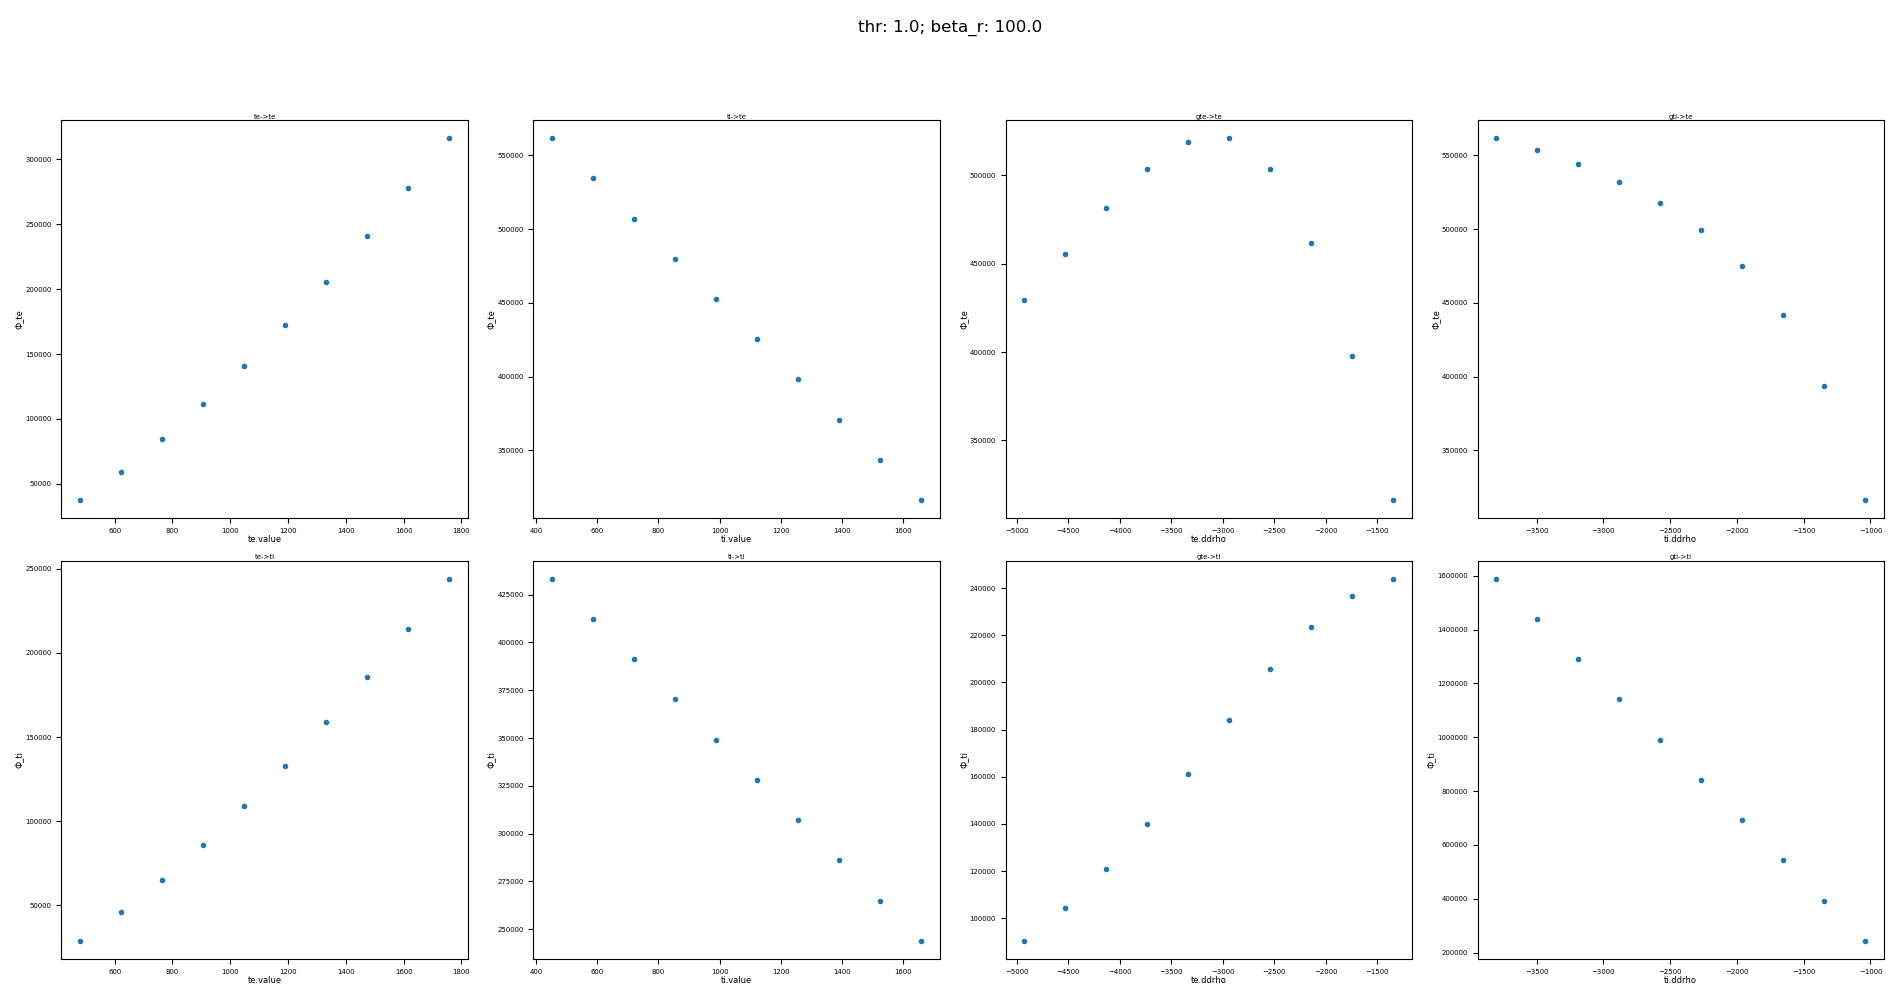 thr: 1.0; beta_r: 100.0
te->te
Φ_te
300000
250000
200000
150000
100000
50000
600 800 1000 1200 1400 1600 1800
te.value
ti->te
Φ_te
550000
500000
450000
400000
350000
400 600 800 1000 1200 1400 1600
ti.value
gte->te
Φ_te
500000
450000
400000
350000
−5000 −4500 −4000 −3500 −3000 −2500 −2000 −1500
te.ddrho
gti->te
Φ_te
550000
500000
450000
400000
350000
−3500 −3000 −2500 −2000 −1500 −1000
ti.ddrho
te->ti
Φ_ti
250000
200000
150000
100000
50000
600 800 1000 1200 1400 1600 1800
te.value
ti->ti
Φ_ti
425000
400000
375000
350000
325000
300000
275000
250000
400 600 800 1000 1200 1400 1600
ti.value
gte->ti
Φ_ti
240000
220000
200000
180000
160000
140000
120000
100000
−5000 −4500 −4000 −3500 −3000 −2500 −2000 −1500
te.ddrho
gti->ti
Φ_ti
1600000
1400000
1200000
1000000
800000
600000
400000
200000
−3500 −3000 −2500 −2000 −1500 −1000
ti.ddrho